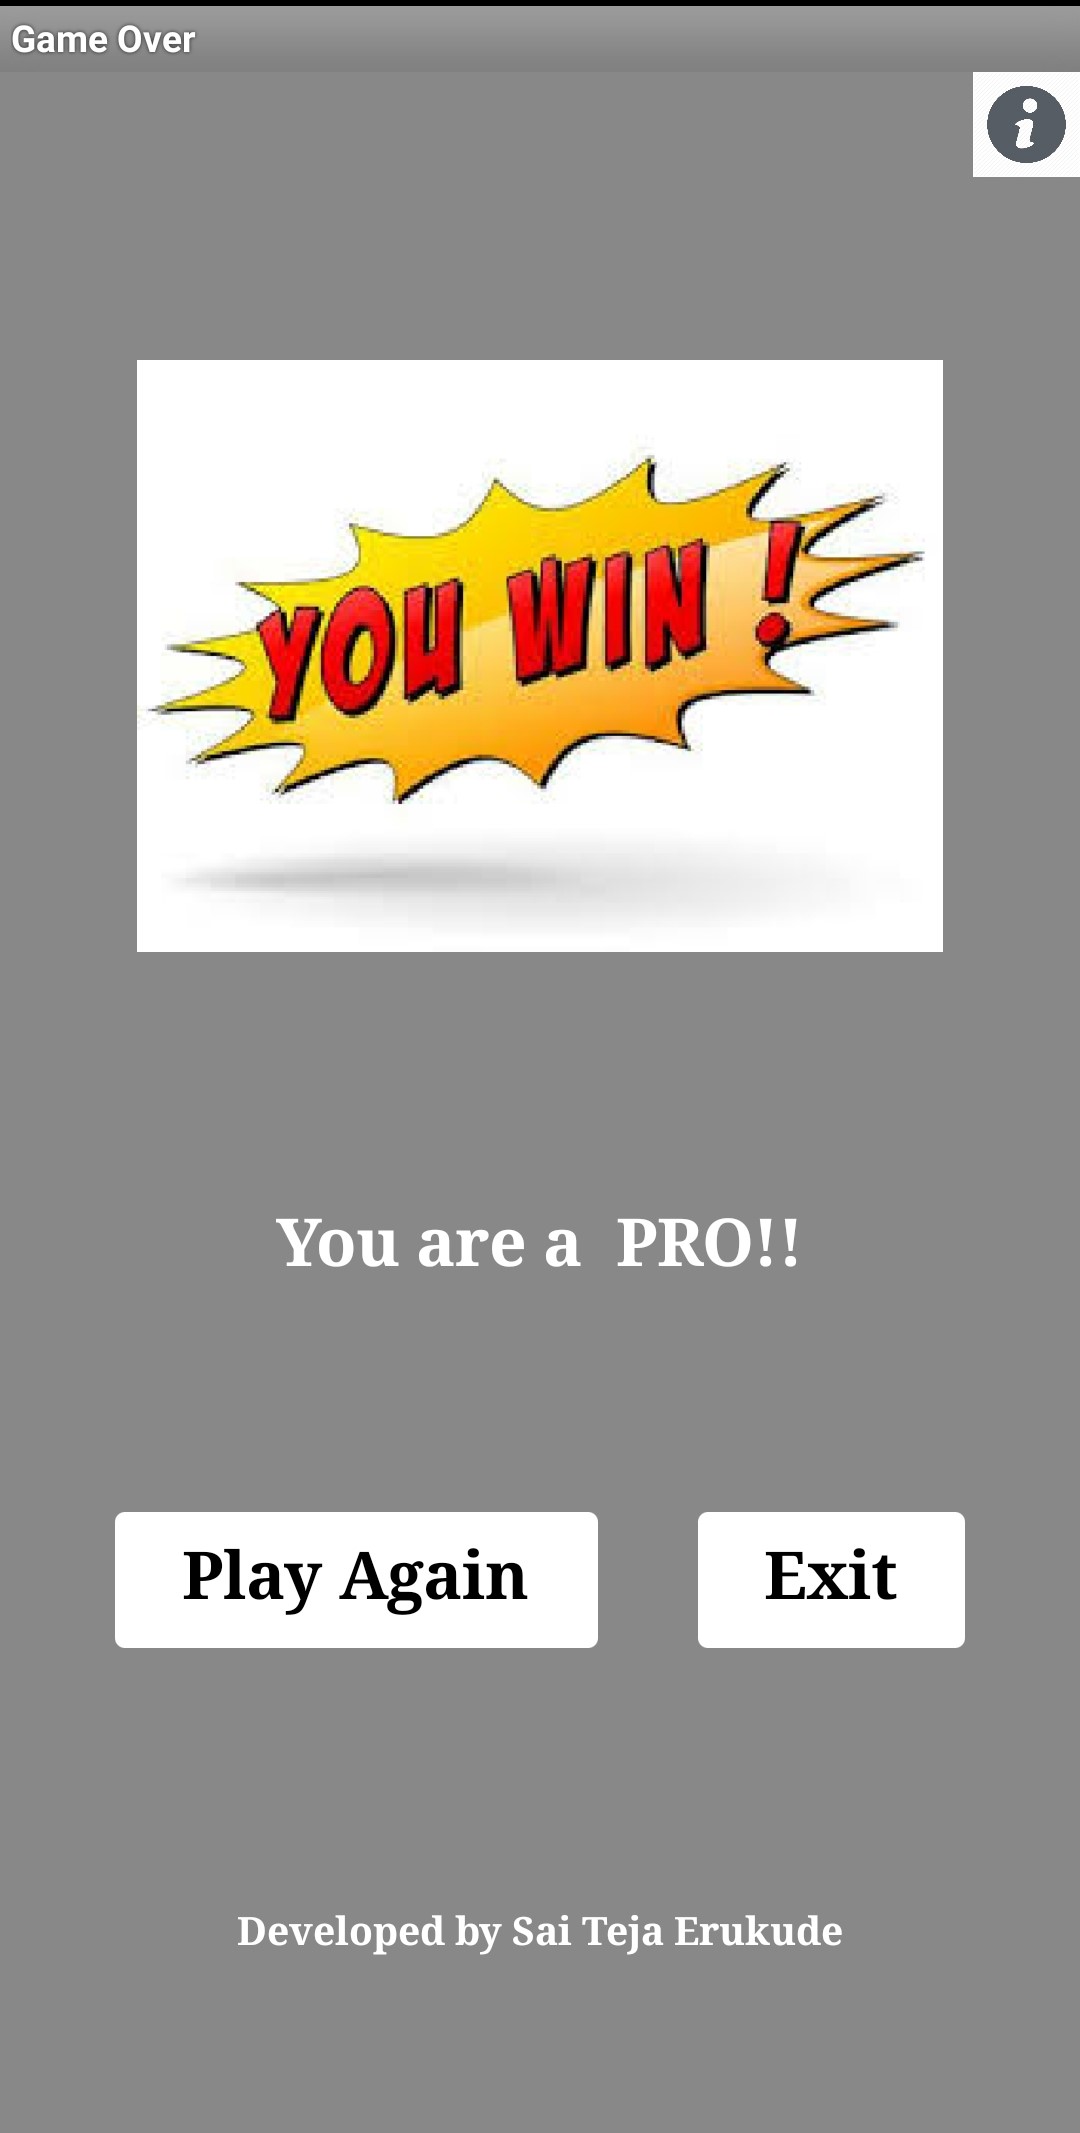 Game Over
i
YOU WIN !
You are a  PRO!!
Play Again
Exit
Developed by Sai Teja Erukude